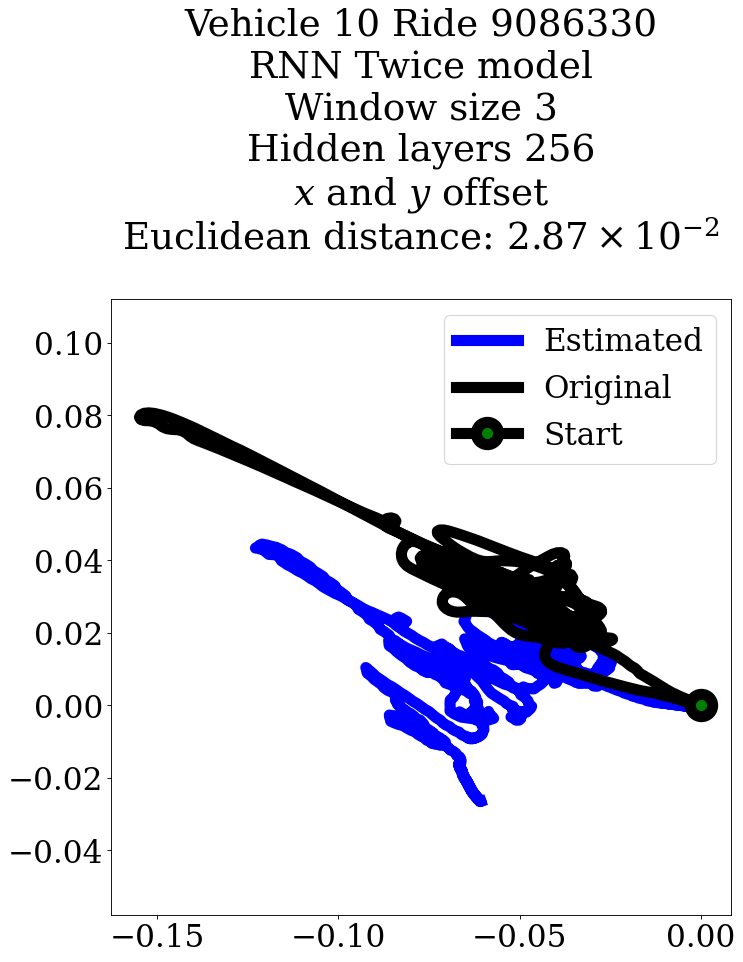 Vehicle 10 Ride 9086330
RNN Twice model
Window size 3
Hidden layers 256
x and y offset
Euclidean distance: 2.87 × 10⁻²
Estimated
Original
Start
0.10
0.08
0.06
0.04
0.02
0.00
−0.02
−0.04
−0.15 −0.10 −0.05 0.00